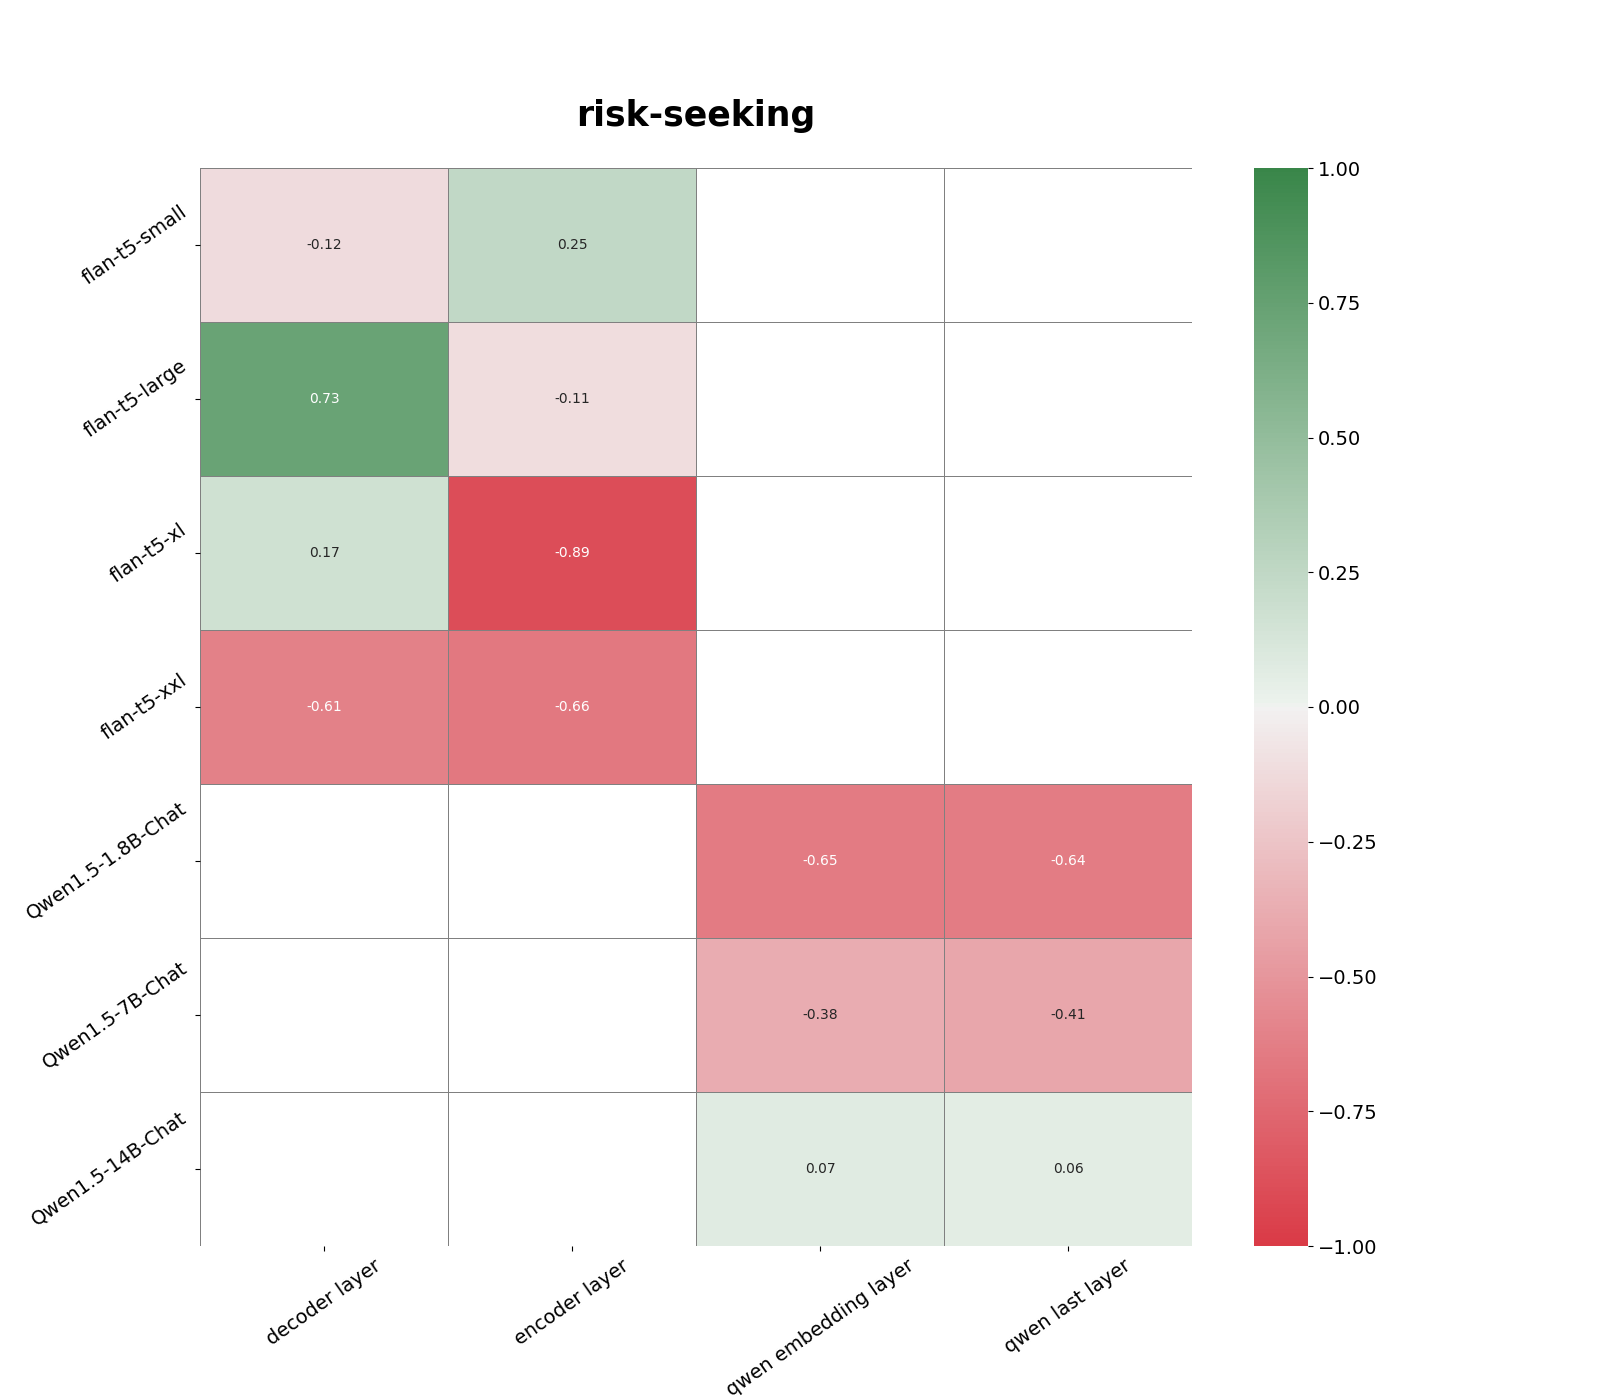 risk-seeking
flan-t5-small
-0.12
0.25
flan-t5-large
0.73
-0.11
flan-t5-xl
0.17
-0.89
flan-t5-xxl
-0.61
-0.66
Qwen1.5-1.8B-Chat
-0.65
-0.64
Qwen1.5-7B-Chat
-0.38
-0.41
Qwen1.5-14B-Chat
0.07
0.06
decoder layer
encoder layer
qwen embedding layer
qwen last layer
1.00
0.75
0.50
0.25
0.00
−0.25
−0.50
−0.75
−1.00